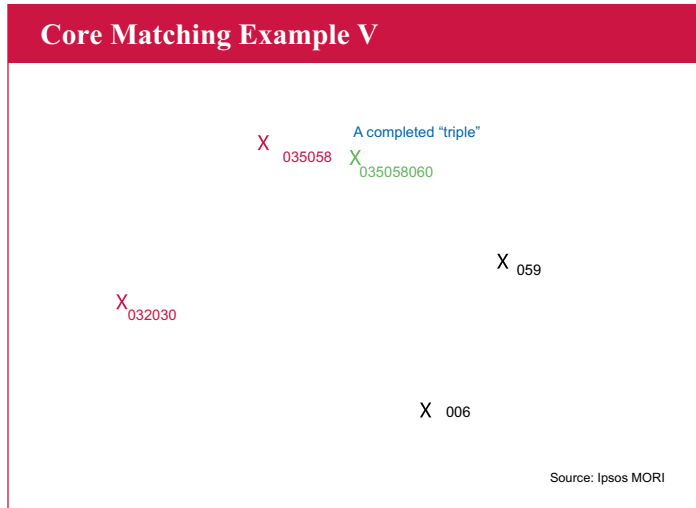 Core Matching Example V
A completed “triple”
X
035058
X
035058060
X
059
X
032030
X
006
Source: Ipsos MORI